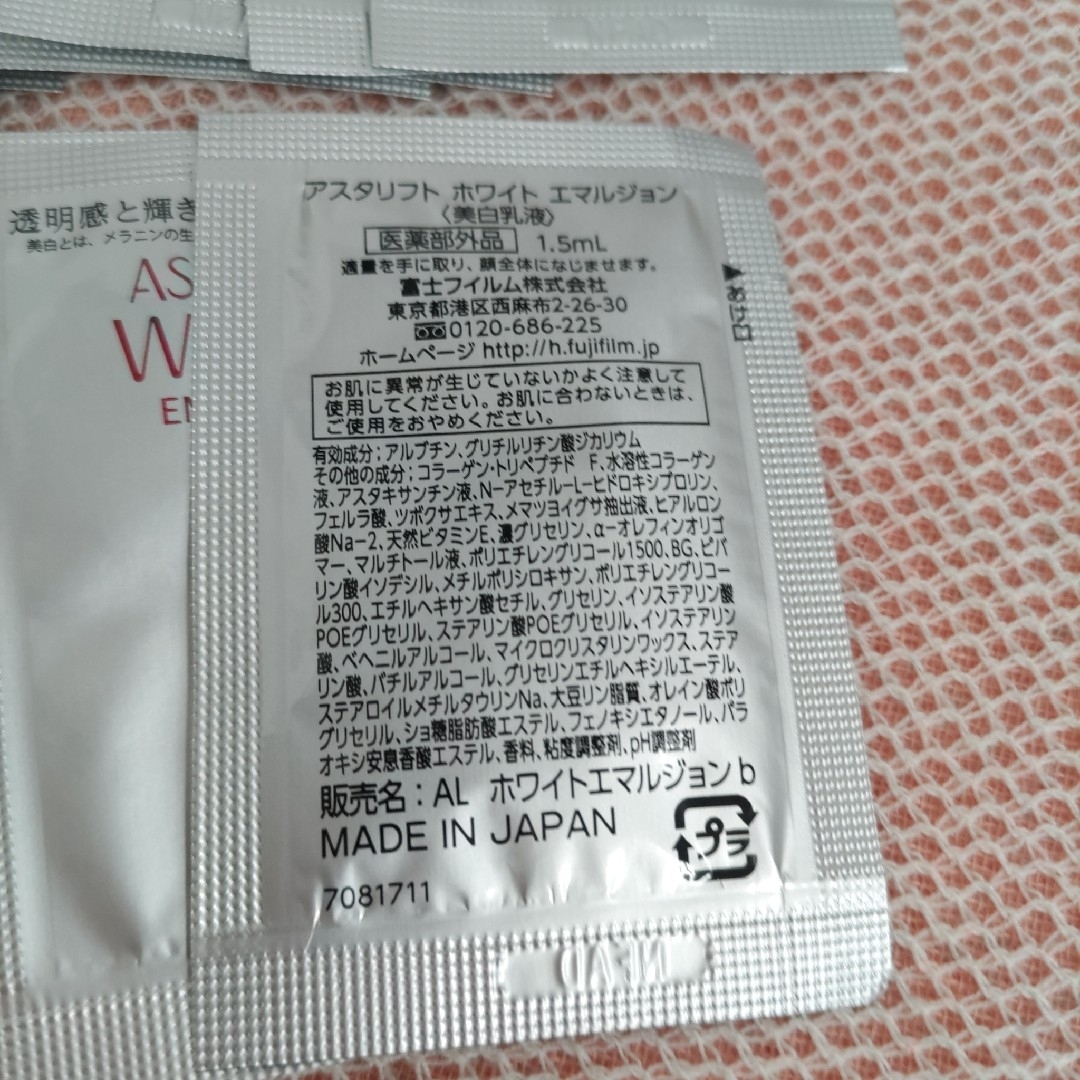 透明感と輝き
美白とは、メラニンの生
AS
W
EN
アスタリフト ホワイト エマルジョン
〈美白乳液〉
医薬部外品 1.5mL
適量を手に取り、顔全体になじませます。
富士フイルム株式会社
東京都港区西麻布2-26-30
0120-686-225
ホームページ http://h.fujifilm.jp
▶あけ口
お肌に異常が生じていないかよく注意して
使用してください。お肌に合わないときは、
ご使用をおやめください。
有効成分；アルブチン、グリチルリチン酸ジカリウム
その他の成分；コラーゲン・トリペプチド F、水溶性コラーゲン
液、アスタキサンチン液、N-アセチル-L-ヒドロキシプロリン、
フェルラ酸、ツボクサエキス、メマツヨイグサ抽出液、ヒアルロン
酸Na-2、天然ビタミンE、濃グリセリン、α-オレフィンオリゴ
マー、マルチトール液、ポリエチレングリコール1500、BG、ピバ
リン酸イソデシル、メチルポリシロキサン、ポリエチレングリコー
ル300、エチルヘキサン酸セチル、グリセリン、イソステアリン酸
POEグリセリル、ステアリン酸POEグリセリル、イソステアリン
酸、ベヘニルアルコール、マイクロクリスタリンワックス、ステア
リン酸、バチルアルコール、グリセリンエチルヘキシルエーテル、
ステアロイルメチルタウリンNa、大豆リン脂質、オレイン酸ポリ
グリセリル、ショ糖脂肪酸エステル、フェノキシエタノール、パラ
オキシ安息香酸エステル、香料、粘度調整剤、pH調整剤
販売名：AL ホワイトエマルジョンb
MADE IN JAPAN
プラ
7081711